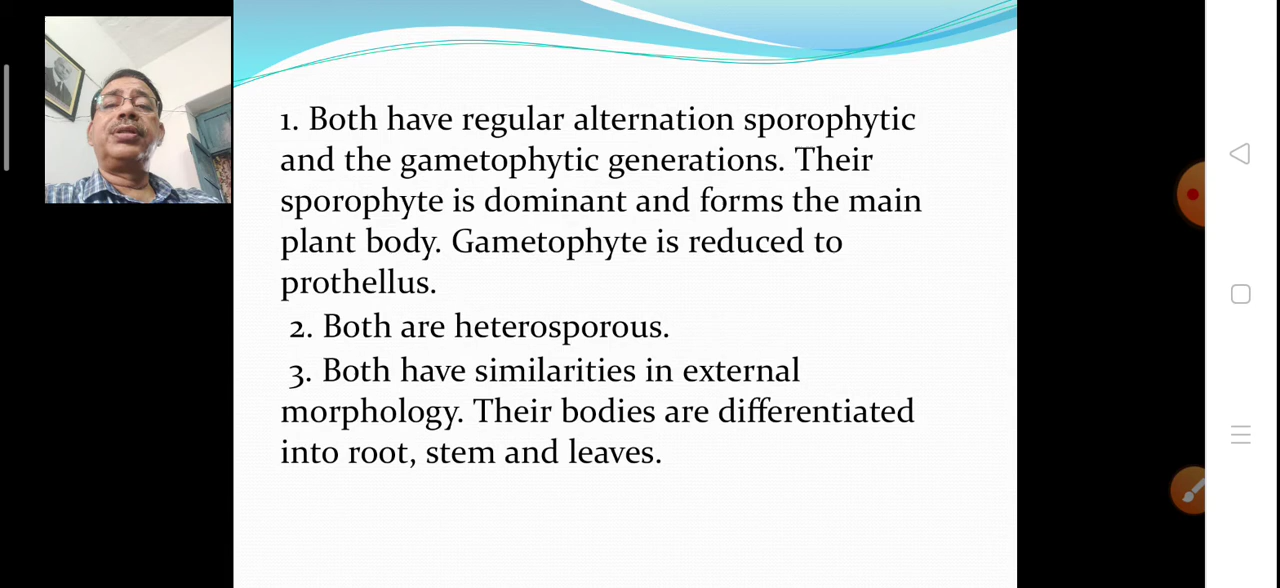 1. Both have regular alternation sporophytic
and the gametophytic generations. Their
sporophyte is dominant and forms the main
plant body. Gametophyte is reduced to
prothellus.
2. Both are heterosporous.
3. Both have similarities in external
morphology. Their bodies are differentiated
into root, stem and leaves.